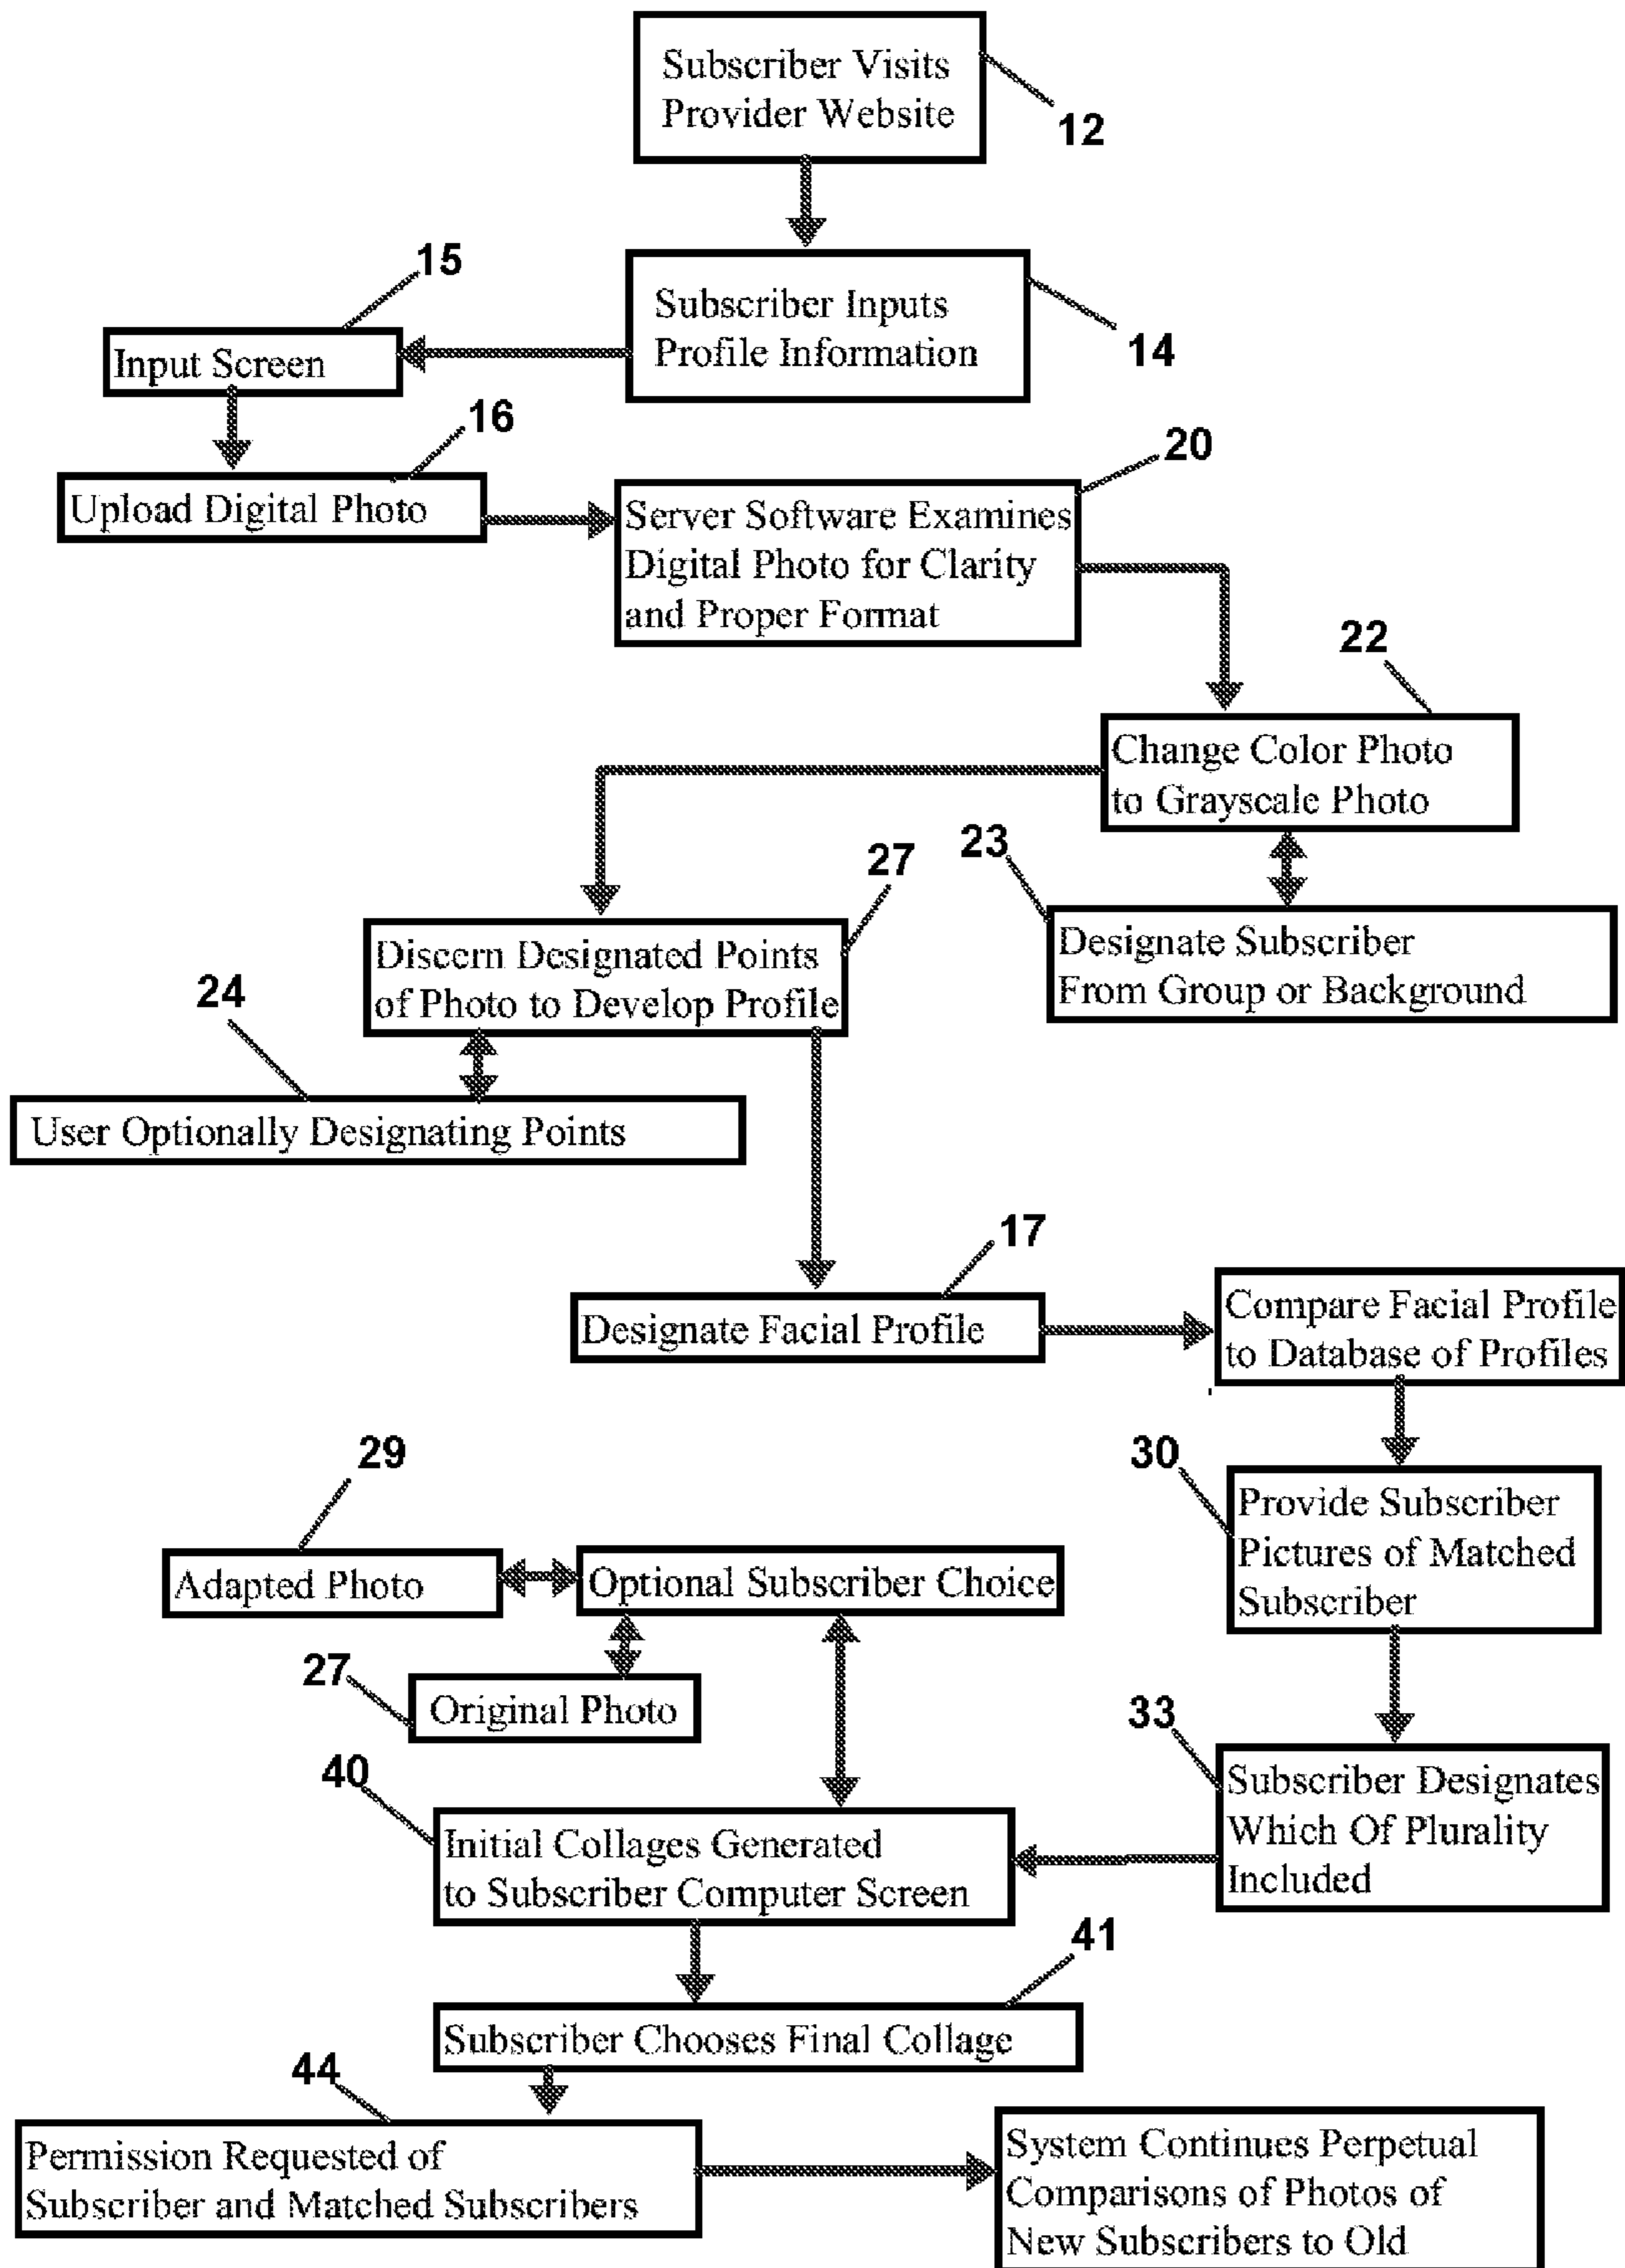 Subscriber Visits
Provider Website
12
15
Subscriber Inputs
Profile Information
14
Input Screen
16
Upload Digital Photo
20
Server Software Examines
Digital Photo for Clarity
and Proper Format
22
Change Color Photo
to Grayscale Photo
23
Designate Subscriber
From Group or Background
27
Discern Designated Points
of Photo to Develop Profile
24
User Optionally Designating Points
17
Designate Facial Profile
Compare Facial Profile
to Database of Profiles
30
Provide Subscriber
Pictures of Matched
Subscriber
29
Adapted Photo
Optional Subscriber Choice
27
Original Photo
33
Subscriber Designates
Which Of Plurality
Included
40
Initial Collages Generated
to Subscriber Computer Screen
41
Subscriber Chooses Final Collage
44
Permission Requested of
Subscriber and Matched Subscribers
System Continues Perpetual
Comparisons of Photos of
New Subscribers to Old